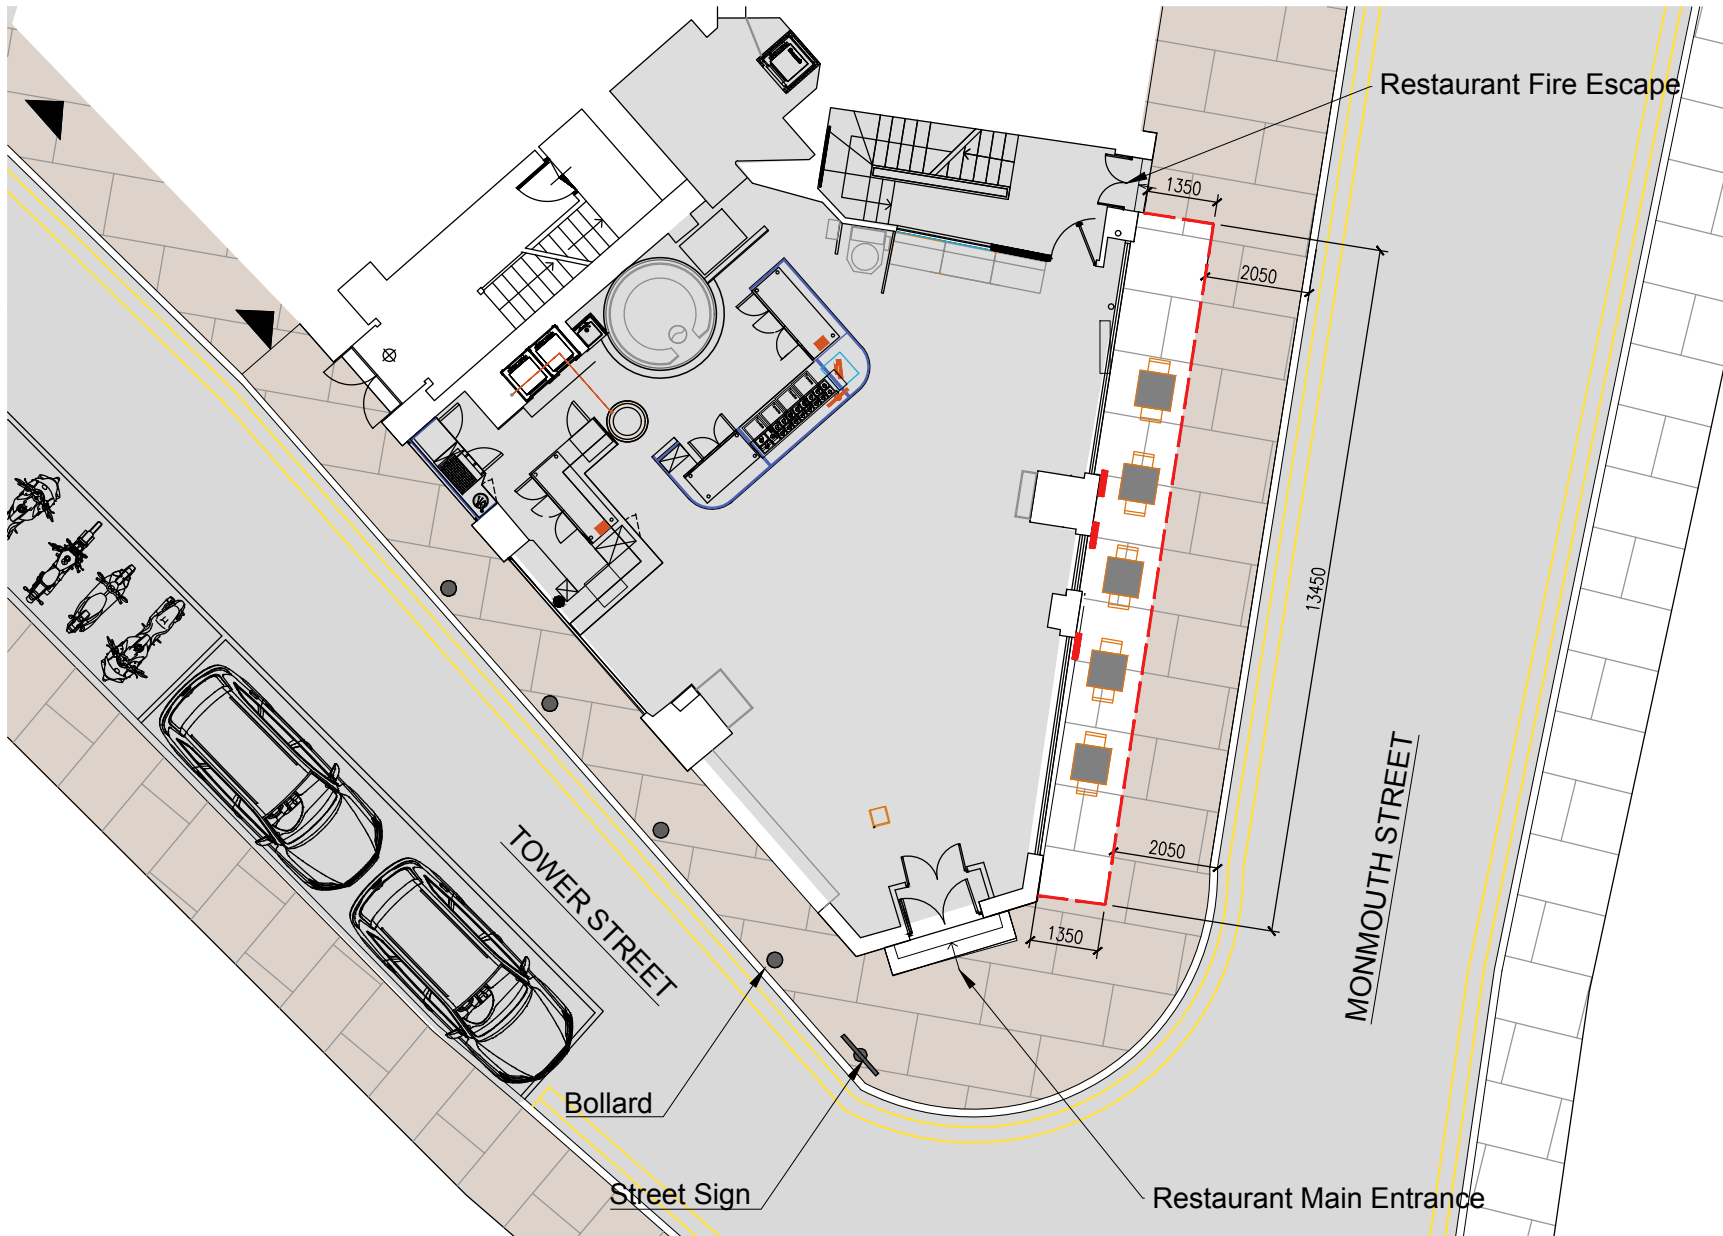 Restaurant Fire Escape
1350
2050
13450
TOWER STREET
MONMOUTH STREET
2050
1350
Bollard
Street Sign
Restaurant Main Entrance